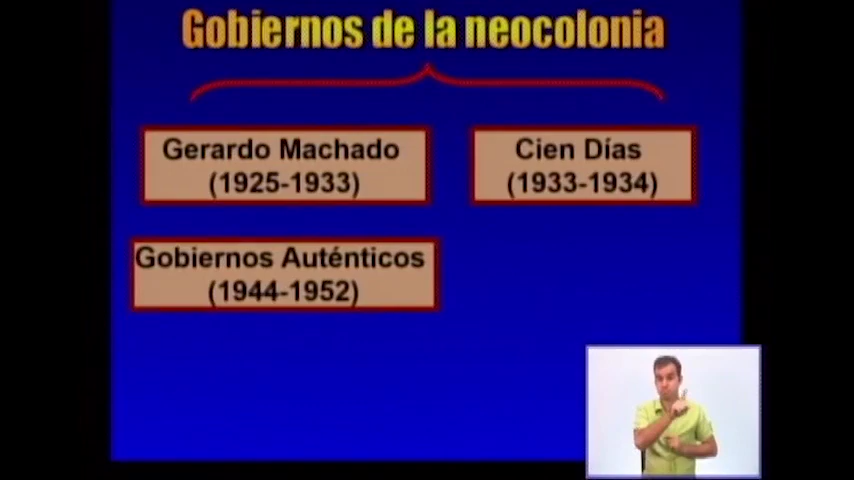 Gobiernos de la neocolonia
Gerardo Machado
(1925-1933)
Cien Días
(1933-1934)
Gobiernos Auténticos
(1944-1952)